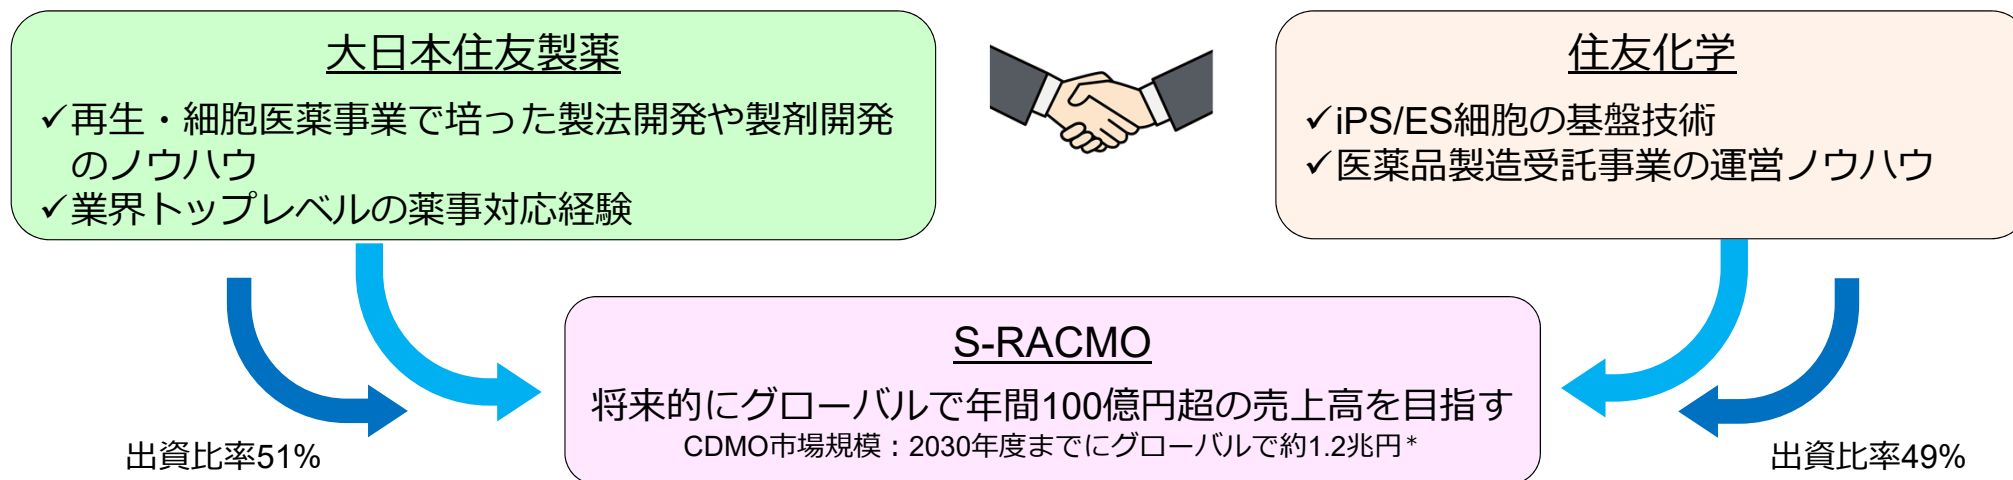 大日本住友製薬
✓再生・細胞医薬事業で培った製法開発や製剤開発
のノウハウ
✓業界トップレベルの薬事対応経験
住友化学
✓iPS/ES細胞の基盤技術
✓医薬品製造受託事業の運営ノウハウ
S-RACMO
将来的にグローバルで年間100億円超の売上高を目指す
CDMO市場規模：2030年度までにグローバルで約1.2兆円*
出資比率51%
出資比率49%